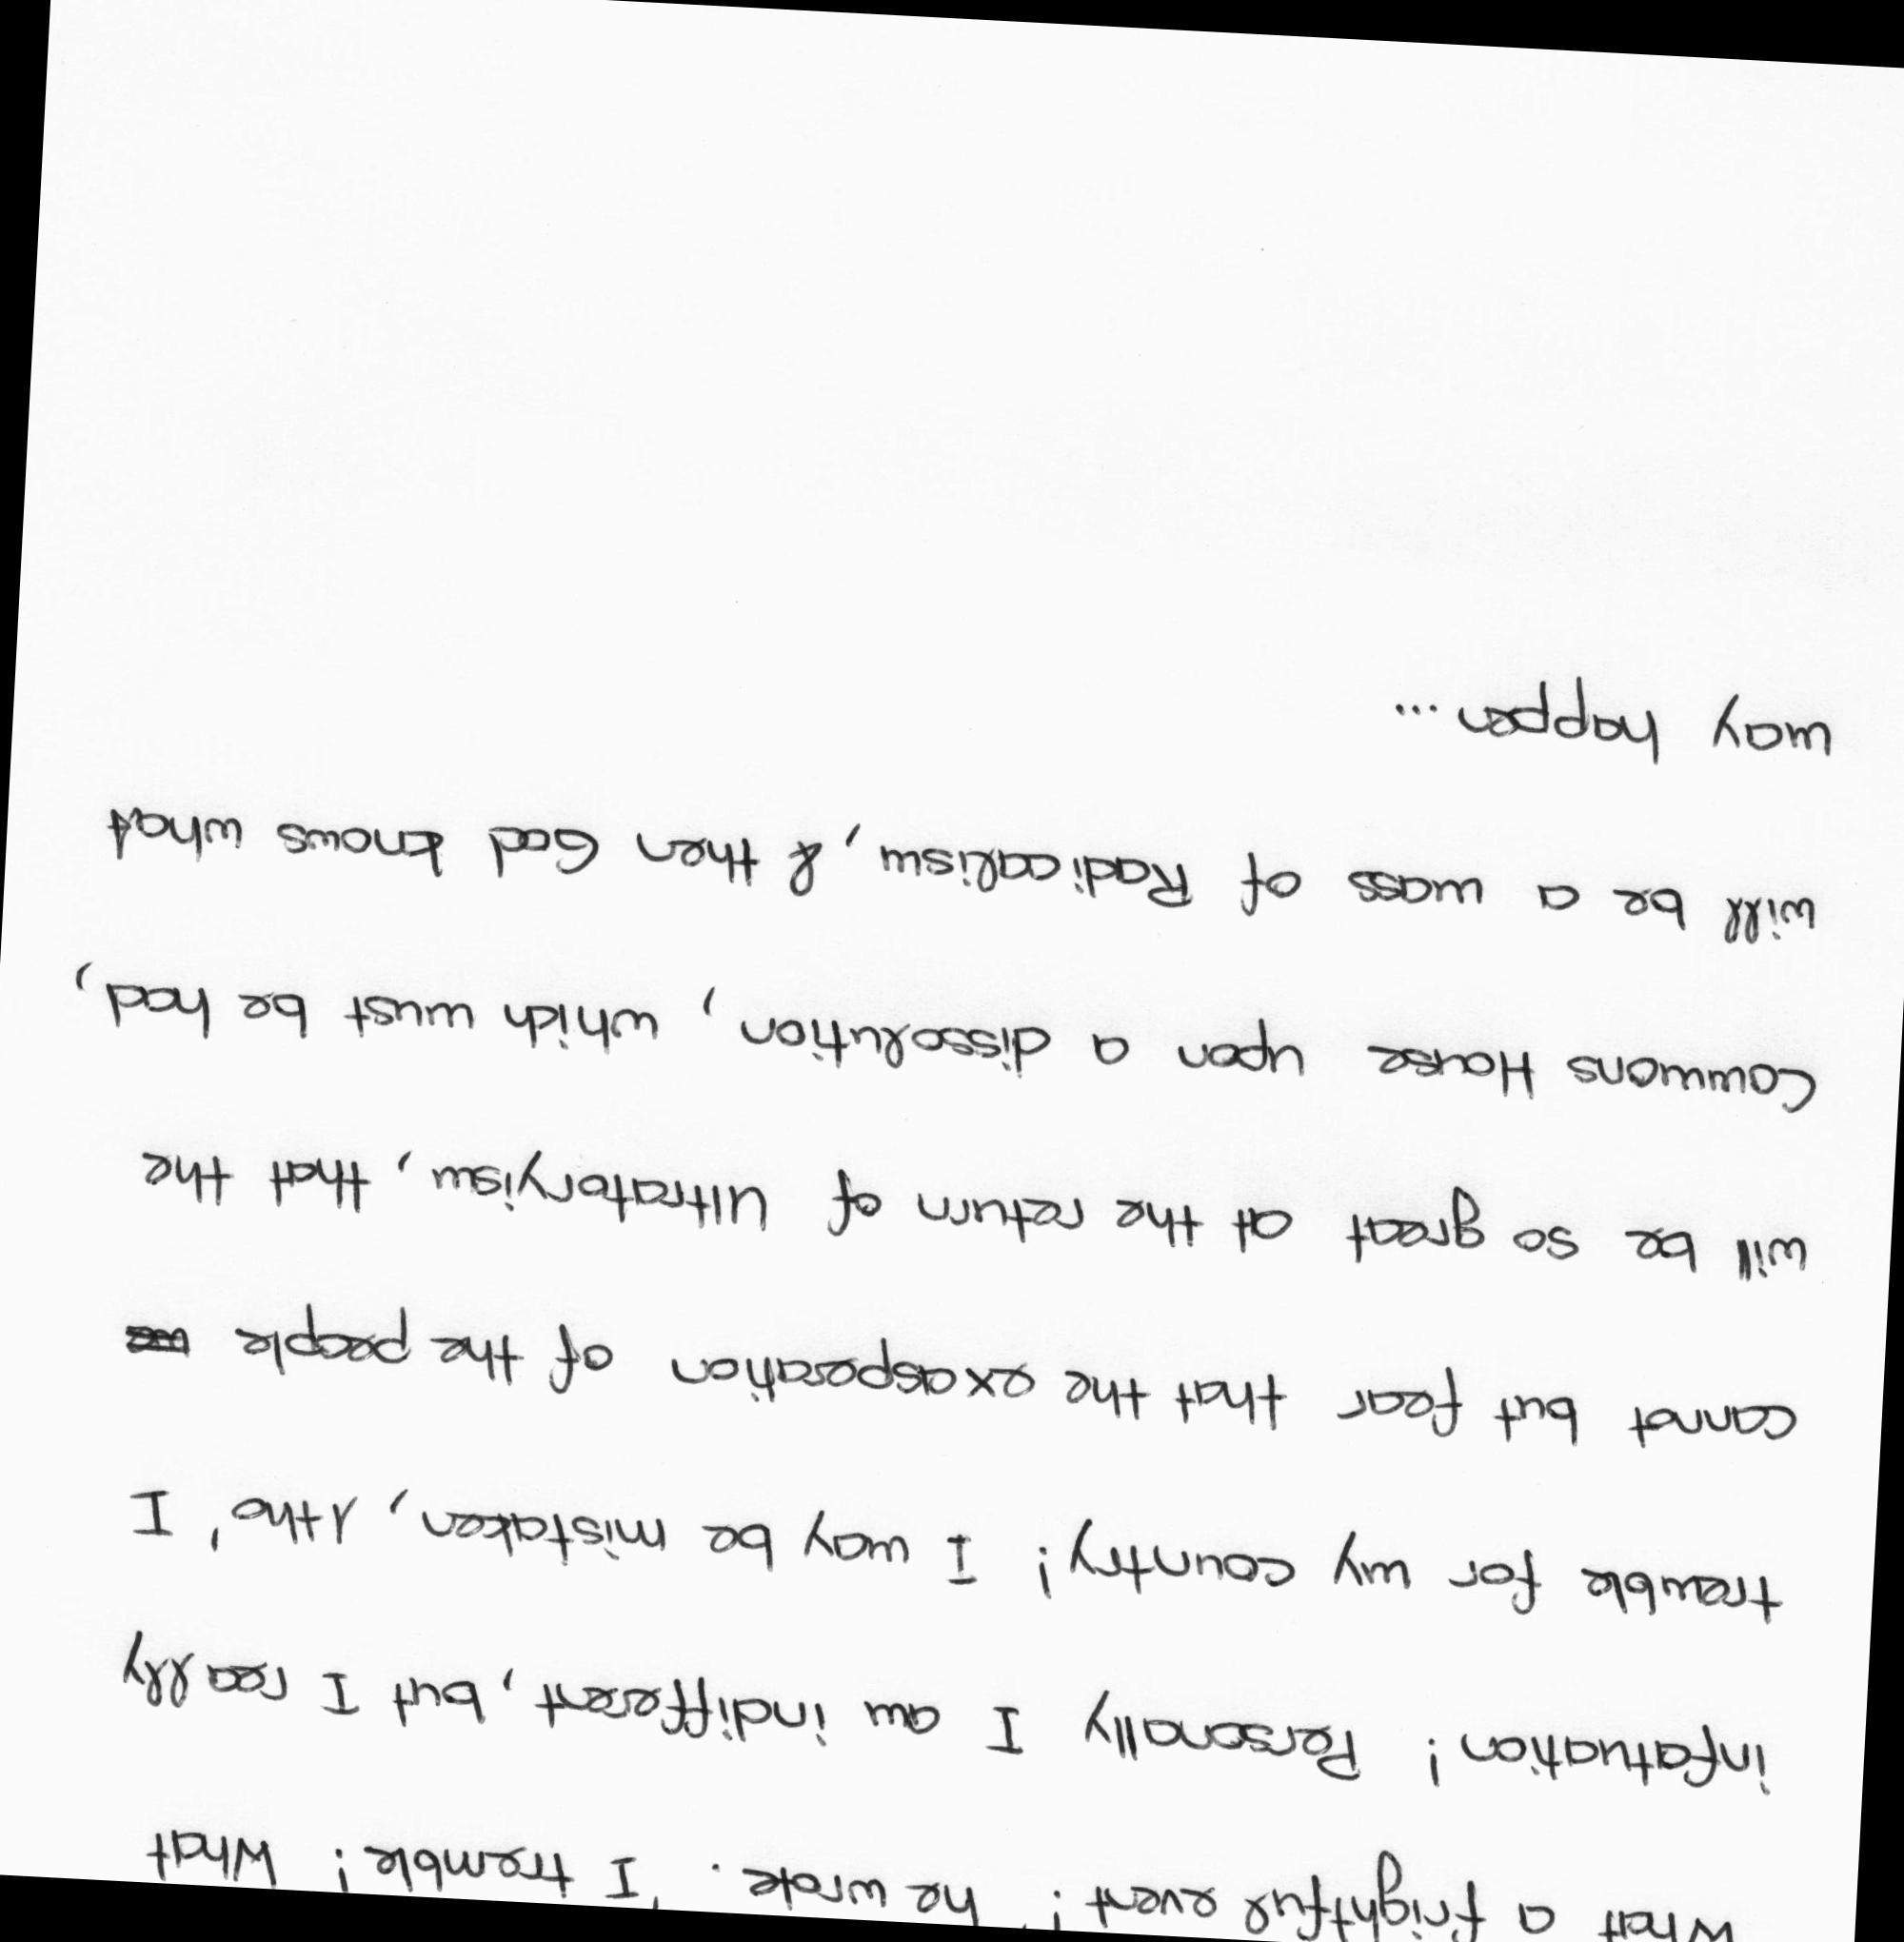 What a frightful event!' he wrote. 'I tremble! What
infatuation! Personally I am indifferent, but I really
tremble for my country! I may be mistaken, tho', I
cannot but fear that the exasperation of the people
will be so great at the return of Ultratoryism, that the
Commons House upon a dissolution, which must be had,
will be a mass of Radicalism, & then God knows what
may happen...